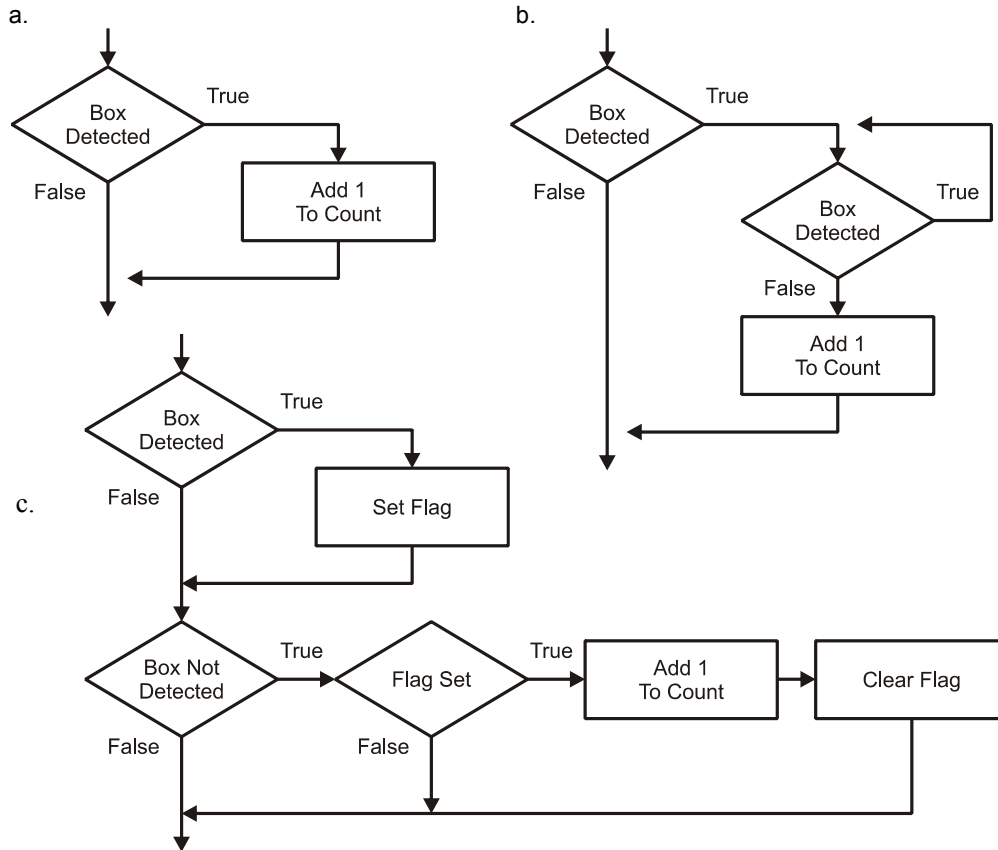 a.
Box
Detected
True
False
Add 1
To Count
b.
Box
Detected
True
False
Box
Detected
True
False
Add 1
To Count
c.
Box
Detected
True
False
Set Flag
Box Not
Detected
True
False
Flag Set
True
False
Add 1
To Count
Clear Flag